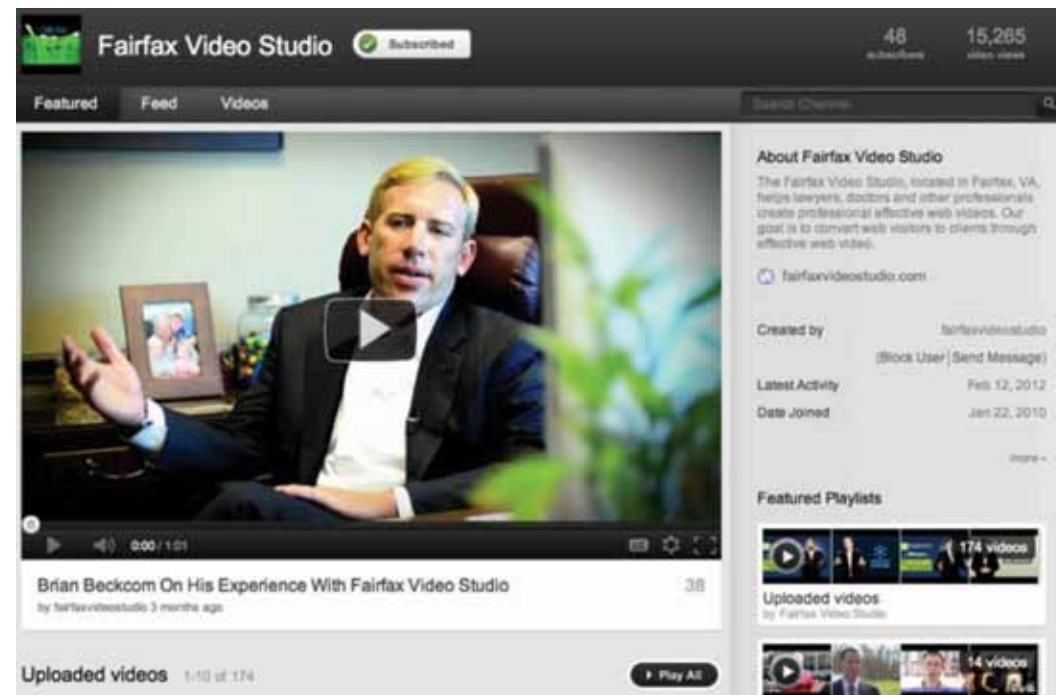 Fairfax Video Studio
Subscribed
48
subscribers
15,265
video views
Featured
Feed
Videos
Search Channel
0:00 / 1:01
Brian Beckcom On His Experience With Fairfax Video Studio
38
by fairfaxvideostudio 3 months ago
Uploaded videos
1-10 of 174
Play All
About Fairfax Video Studio
The Fairfax Video Studio, located in Fairfax, VA,
helps lawyers, doctors and other professionals
create professional effective web videos. Our
goal is to convert web visitors to clients through
effective web video.
fairfaxvideostudio.com
Created by
fairfaxvideostudio
(Block User | Send Message)
Latest Activity
Feb 12, 2012
Date Joined
Jan 22, 2010
more
Featured Playlists
174 videos
Uploaded videos
by Fairfax Video Studio
14 videos